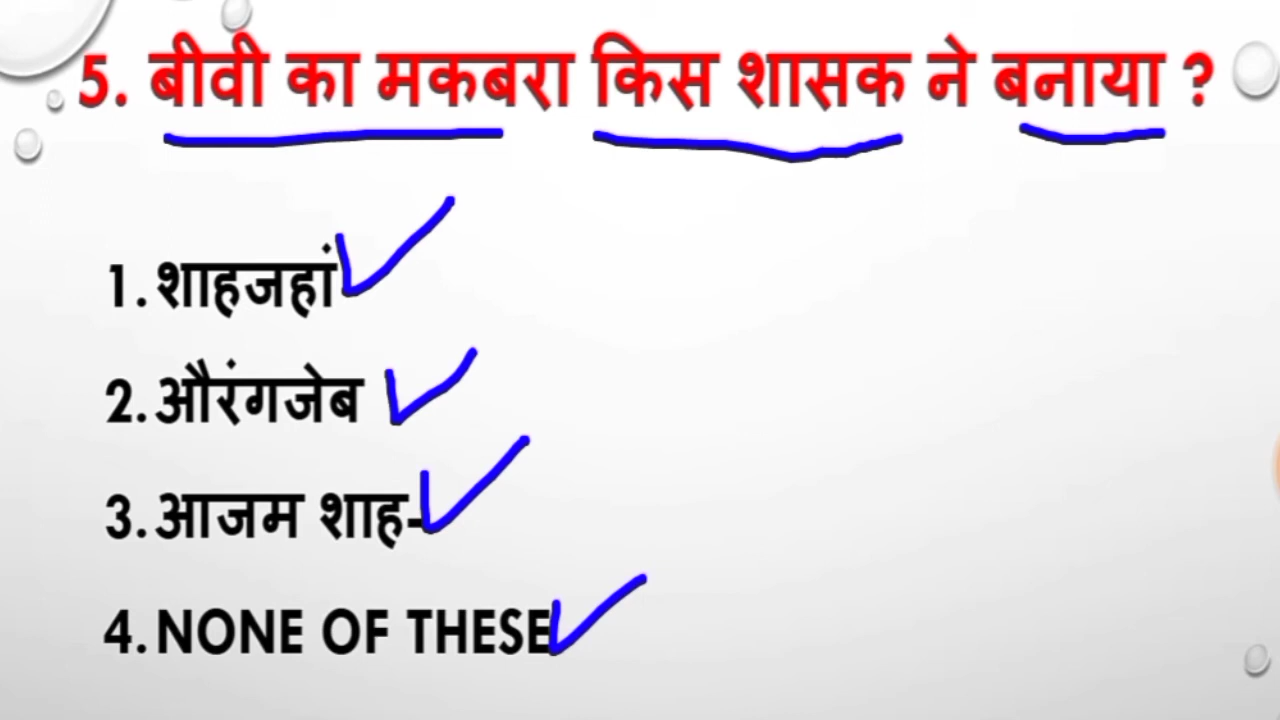 5. बीवी का मकबरा किस शासक ने बनाया ?
1. शाहजहां
2. औरंगजेब
3. आजम शाह-
4. NONE OF THESE